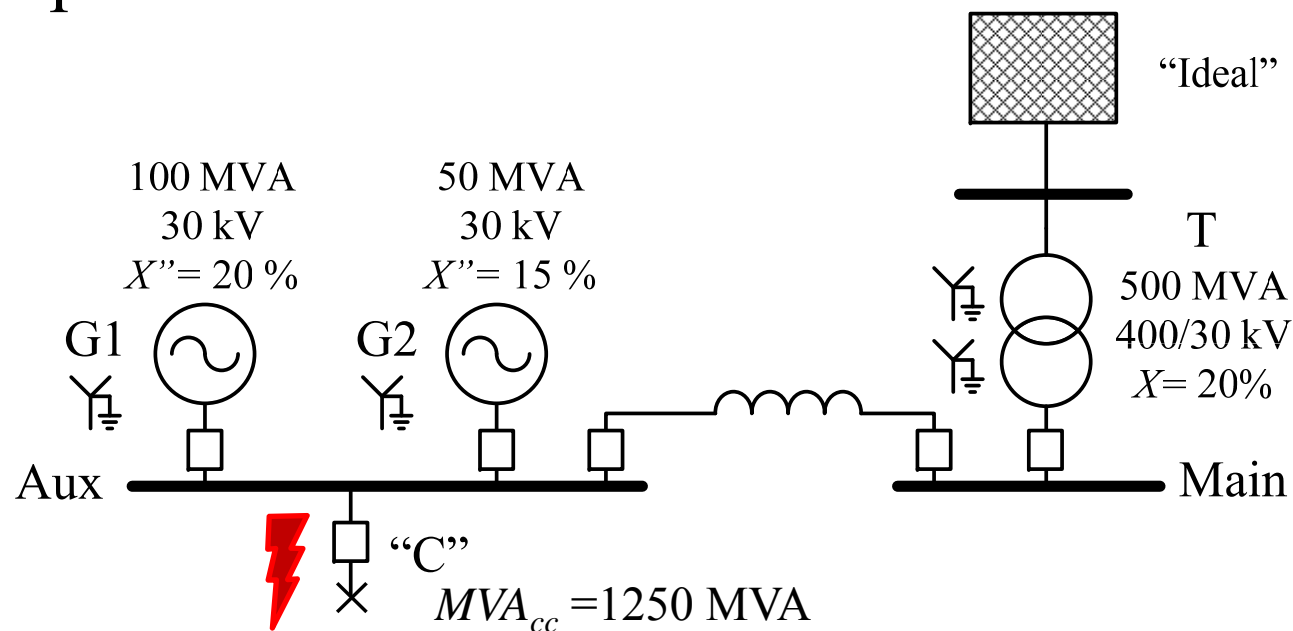 “Ideal”
100 MVA
30 kV
X”= 20 %
50 MVA
30 kV
X”= 15 %
T
500 MVA
400/30 kV
X= 20%
G1
G2
Aux
Main
“C”
MVAcc =1250 MVA